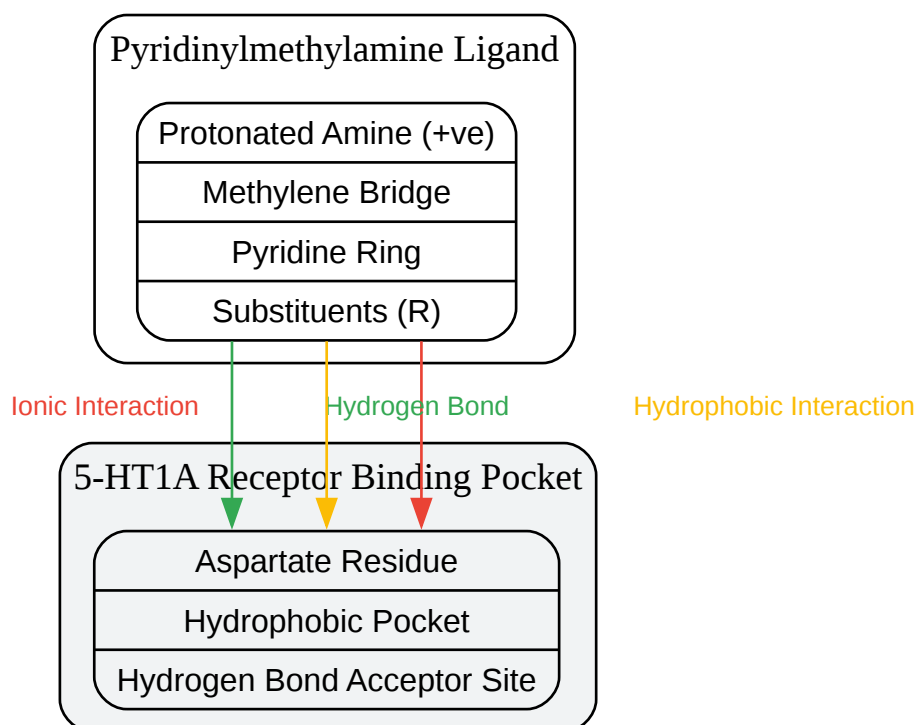 Pyridinylmethylamine Ligand
Protonated Amine (+ve)
Methylene Bridge
Pyridine Ring
Substituents (R)
Ionic Interaction
Hydrogen Bond
Hydrophobic Interaction
5-HT1A Receptor Binding Pocket
Aspartate Residue
Hydrophobic Pocket
Hydrogen Bond Acceptor Site